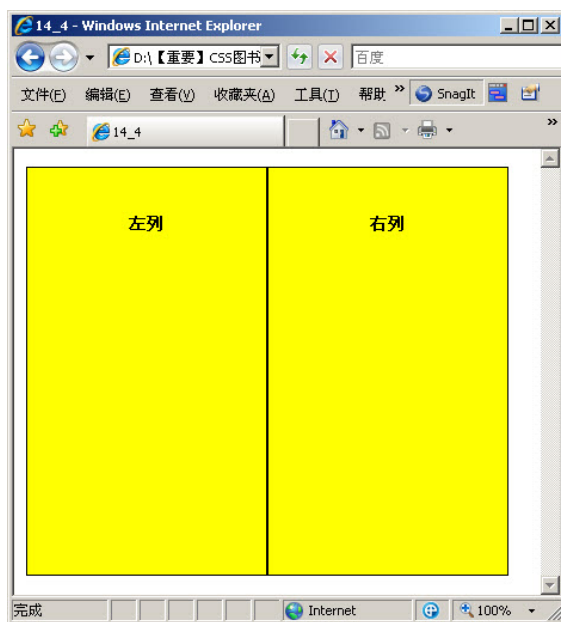 14_4 - Windows Internet Explorer
D:\【重要】CSS图书
百度
文件(F) 编辑(E) 查看(V) 收藏夹(A) 工具(T) 帮助 » SnagIt
14_4 »
左列 右列
完成 Internet 100%